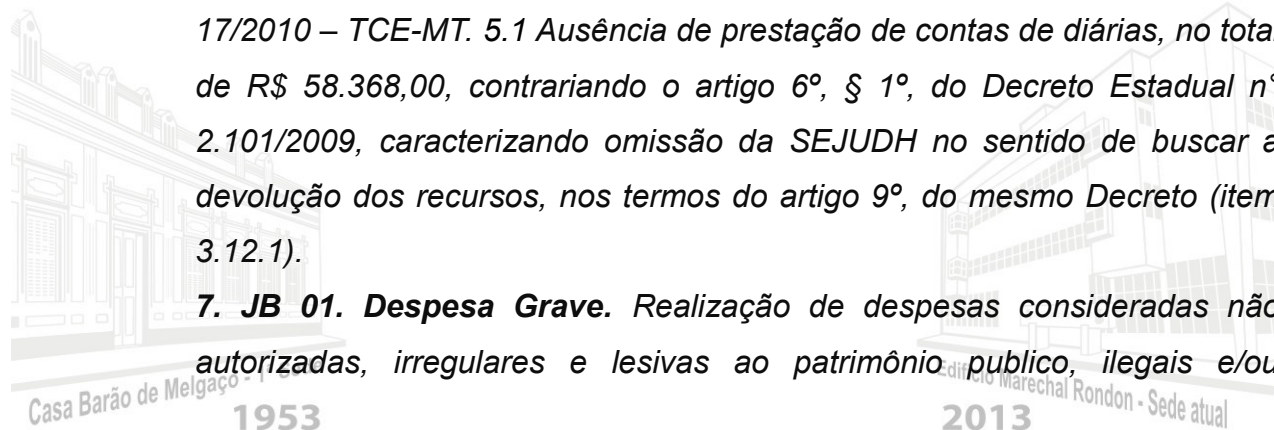 17/2010 – TCE-MT. 5.1 Ausência de prestação de contas de diárias, no total
de R$ 58.368,00, contrariando o artigo 6º, § 1º, do Decreto Estadual n°
2.101/2009, caracterizando omissão da SEJUDH no sentido de buscar a
devolução dos recursos, nos termos do artigo 9º, do mesmo Decreto (item
3.12.1).
7. JB 01. Despesa Grave. Realização de despesas consideradas não
autorizadas, irregulares e lesivas ao patrimônio publico, ilegais e/ou
Casa Barão de Melgaço - 1ª
1953
Edifício Marechal Rondon - Sede atual
2013